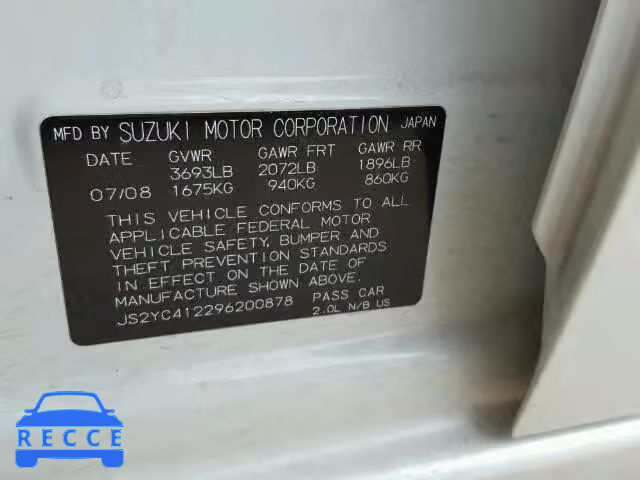 MFD BY SUZUKI MOTOR CORPORATION JAPAN
DATE GVWR GAWR FRT GAWR RR
3693LB 2072LB 1896LB
07/08 1675KG 940KG 860KG
THIS VEHICLE CONFORMS TO ALL
APPLICABLE FEDERAL MOTOR
VEHICLE SAFETY, BUMPER AND
THEFT PREVENTION STANDARDS
IN EFFECT ON THE DATE OF
MANUFACTURE SHOWN ABOVE.
JS2YC412296200878 PASS CAR
2.0L N/B US
RECCE